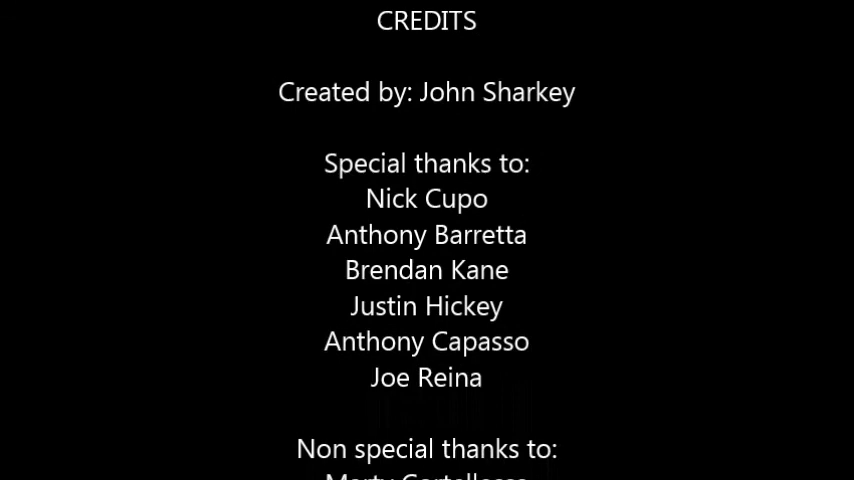 CREDITS
Created by: John Sharkey
Special thanks to:
Nick Cupo
Anthony Barretta
Brendan Kane
Justin Hickey
Anthony Capasso
Joe Reina
Non special thanks to: